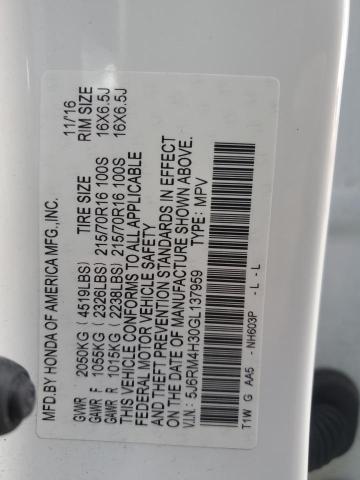 MFD.BY HONDA OF AMERICA MFG.,INC. 11/16
TIRE SIZE RIM SIZE
GVWR 2050KG (4519LBS)
GAWR F 1055KG (2326LBS) 215/70R16 100S 16X6.5J
GAWR R 1015KG (2238LBS) 215/70R16 100S 16X6.5J
THIS VEHICLE CONFORMS TO ALL APPLICABLE
FEDERAL MOTOR VEHICLE SAFETY
AND THEFT PREVENTION STANDARDS IN EFFECT
ON THE DATE OF MANUFACTURE SHOWN ABOVE.
V.I.N: 5J6RM4H30GL137959 TYPE: MPV
T1W G AA5 - NH603P - L - L